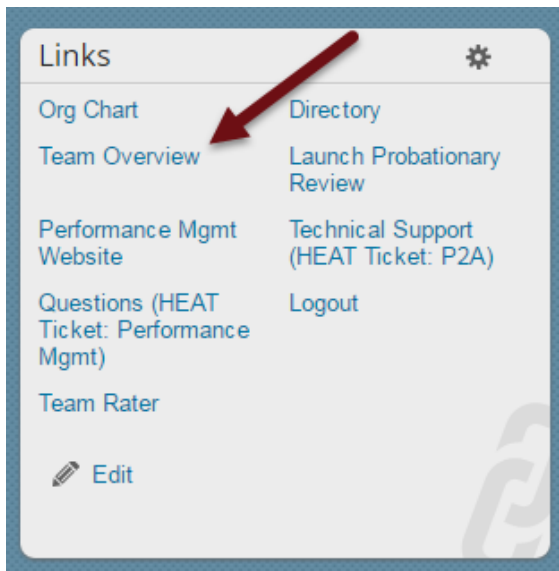 Links
Org Chart
Directory
Team Overview
Launch Probationary
Review
Performance Mgmt
Website
Technical Support
(HEAT Ticket: P2A)
Questions (HEAT
Ticket: Performance
Mgmt)
Logout
Team Rater
Edit